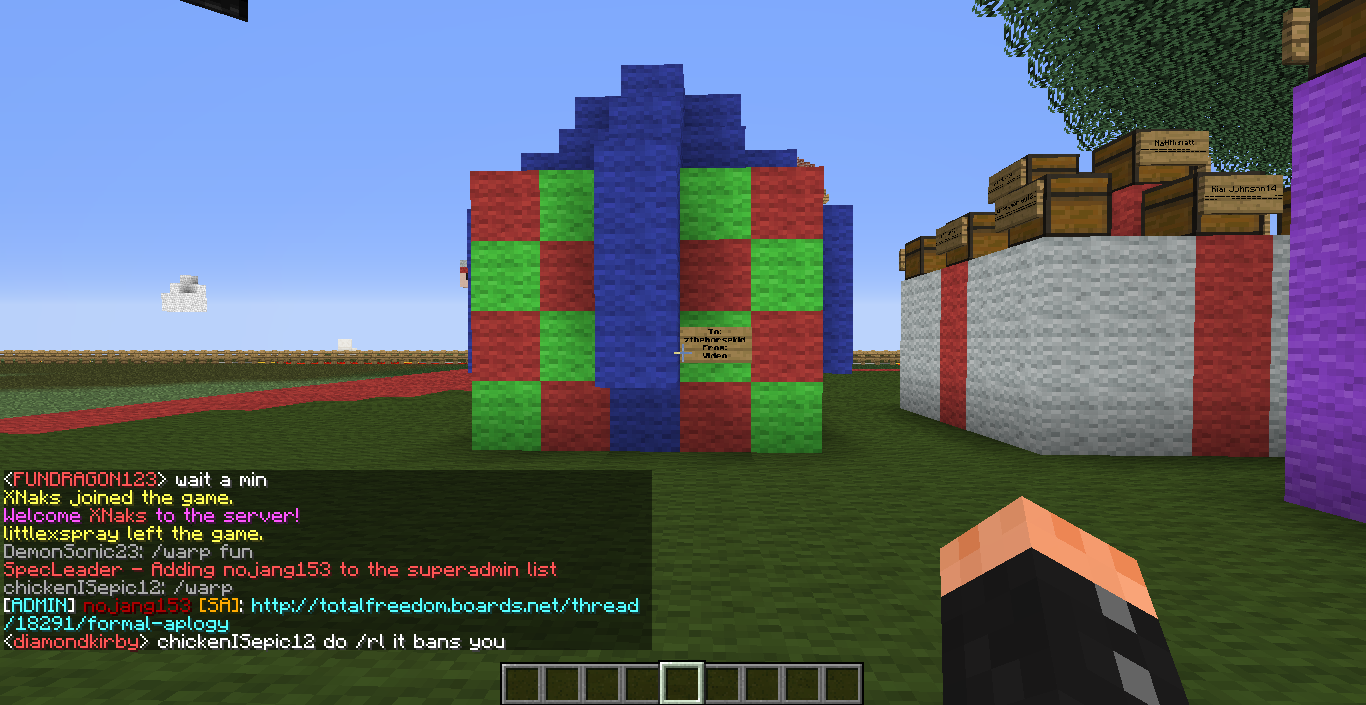 To:
zthehorsekid
From:
Video
<FUNDRAGON123> wait a min
XNaks joined the game.
Welcome XNaks to the server!
littlexspray left the game.
DemonSonic23: /warp fun
SpecLeader - Adding nojang153 to the superadmin list
chickenISepic12: /warp
[ADMIN] nojang153 [SA]: http://totalfreedom.boards.net/thread
/18291/formal-aplogy
<diamondkirby> chickenISepic12 do /rl it bans you